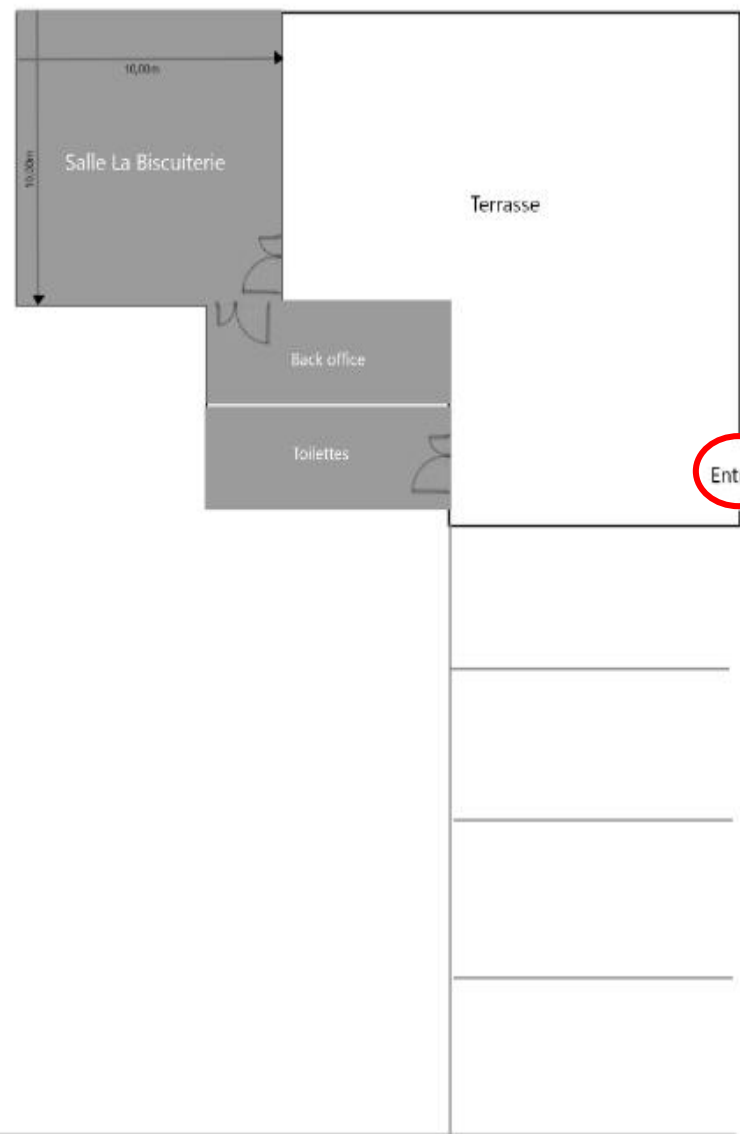 10,00m
10,00m
Salle La Biscuiterie
Terrasse
Back office
Toilettes
Ent